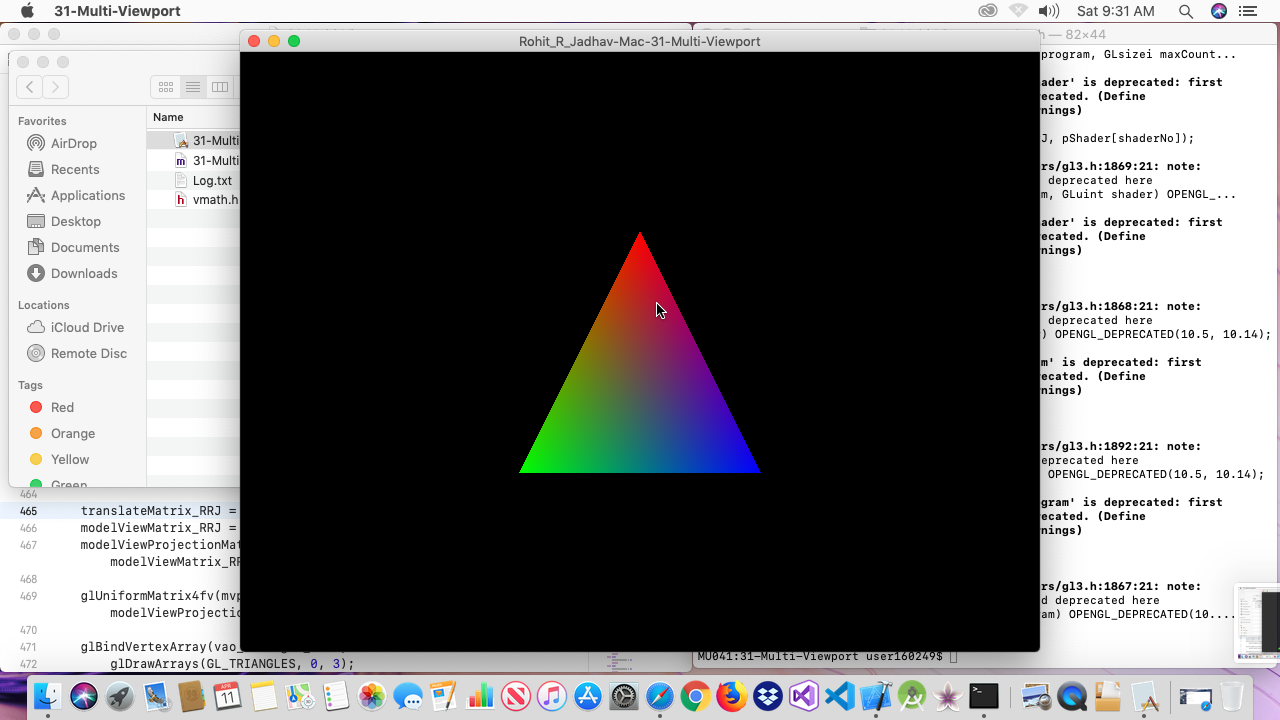 31-Multi-Viewport
Sat 9:31 AM
Rohit_R_Jadhav-Mac-31-Multi-Viewport
— 82×44
Name
Favorites
AirDrop
Recents
Applications
Desktop
Documents
Downloads
Locations
iCloud Drive
Remote Disc
Tags
Red
Orange
Yellow
Green
31-Multi
31-Multi
Log.txt
vmath.h
464
465 translateMatrix_RRJ =
466 modelViewMatrix_RRJ =
467 modelViewProjectionMat
modelViewMatrix_RR
468
469 glUniformMatrix4fv(mvp
modelViewProjectio
470
471 glBindVertexArray(vao_
472 glDrawArrays(GL_TRIANGLES, 0, 3);
program, GLsizei maxCount...
ader' is deprecated: first
ecated. (Define
nings)
J, pShader[shaderNo]);
rs/gl3.h:1869:21: note:
deprecated here
m, GLuint shader) OPENGL_...
ader' is deprecated: first
ecated. (Define
nings)
rs/gl3.h:1868:21: note:
deprecated here
) OPENGL_DEPRECATED(10.5, 10.14);
m' is deprecated: first
ecated. (Define
nings)
rs/gl3.h:1892:21: note:
eprecated here
OPENGL_DEPRECATED(10.5, 10.14);
gram' is deprecated: first
ecated. (Define
nings)
rs/gl3.h:1867:21: note:
d deprecated here
am) OPENGL_DEPRECATED(10....
MU041:31-Multi-Viewport user160249$
APR
11